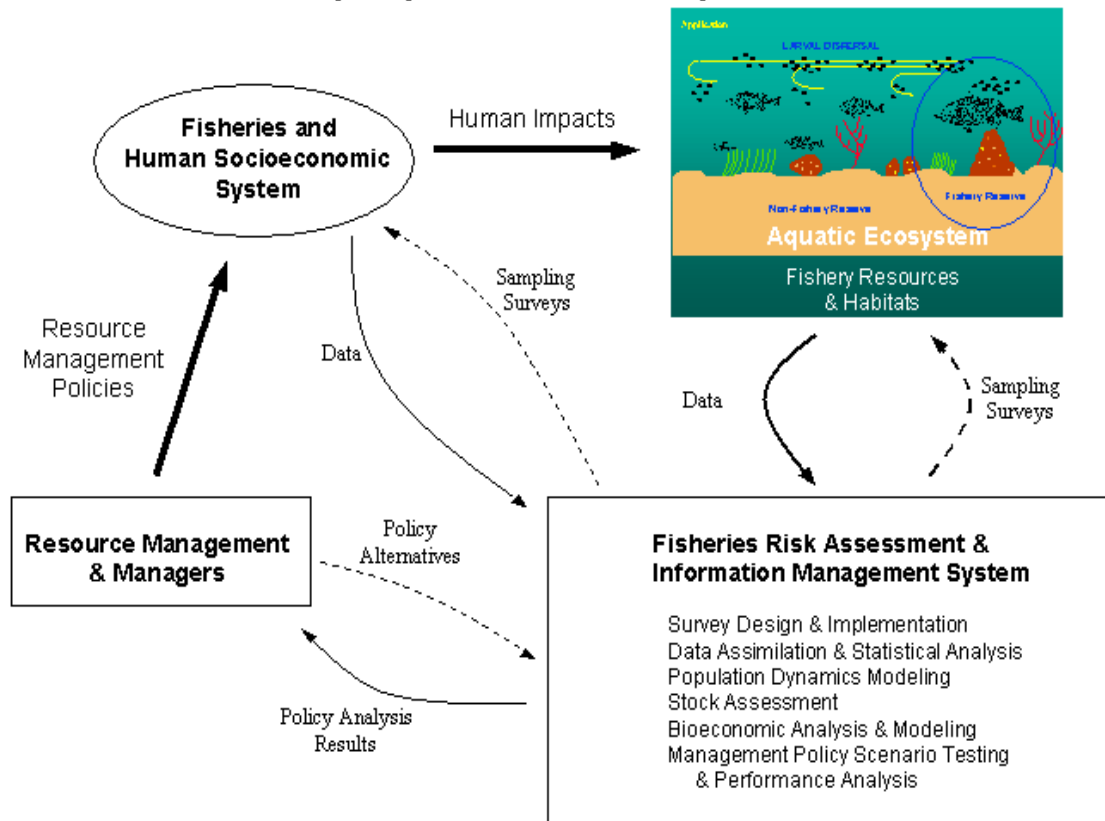 Application
LARVAL DISPERSAL
Fisheries and
Human Socioeconomic
System
Human Impacts
Fishery Reserve
Non-Fishery Reserve
Aquatic Ecosystem
Fishery Resources
& Habitats
Sampling
Surveys
Resource
Management
Policies
Data
Data
Sampling
Surveys
Resource Management
& Managers
Policy
Alternatives
Policy Analysis
Results
Fisheries Risk Assessment &
Information Management System
Survey Design & Implementation
Data Assimilation & Statistical Analysis
Population Dynamics Modeling
Stock Assessment
Bioeconomic Analysis & Modeling
Management Policy Scenario Testing
& Performance Analysis